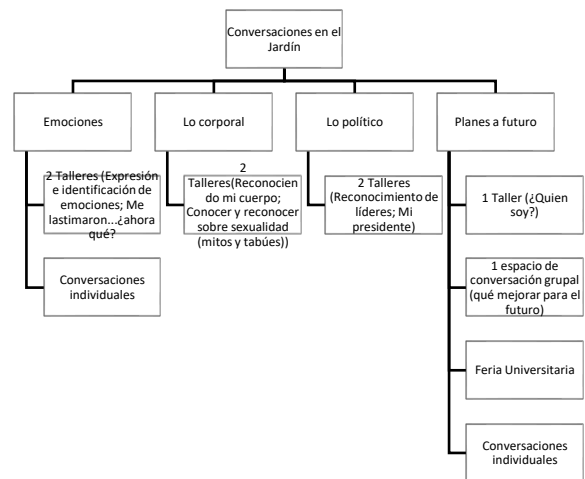 Conversaciones en el
Jardín
Emociones
Lo corporal
Lo político
Planes a futuro
2 Talleres (Expresión
e identificación de
emociones; Me
lastimaron...¿ahora
qué?
Conversaciones
individuales
2
Talleres(Reconocien
do mi cuerpo;
Conocer y reconocer
sobre sexualidad
(mitos y tabúes))
2 Talleres
(Reconocimiento de
líderes; Mi
presidente)
1 Taller (¿Quien
soy?)
1 espacio de
conversación grupal
(qué mejorar para el
futuro)
Feria Universitaria
Conversaciones
individuales